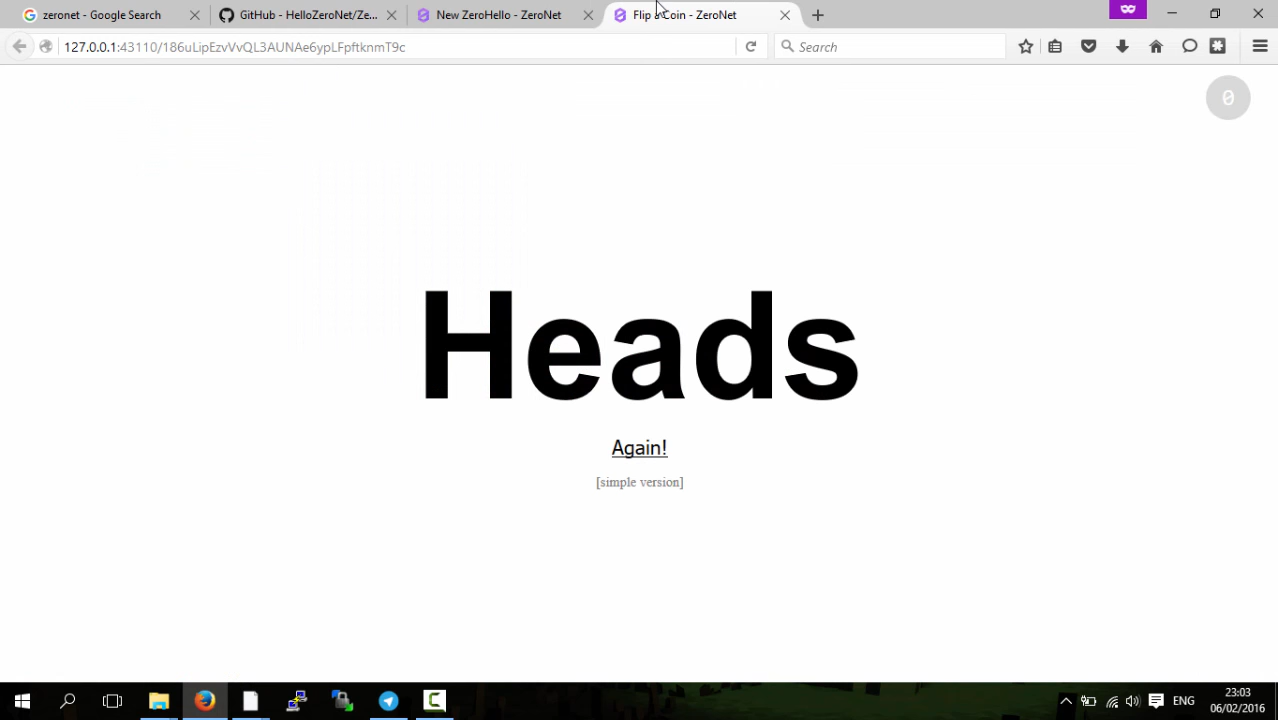 zeronet - Google Search
GitHub - HelloZeroNet/Ze...
New ZeroHello - ZeroNet
Flip a Coin - ZeroNet
127.0.0.1:43110/186uLipEzvVvQL3AUNAe6ypLFpftknmT9c
Search
0
Heads
Again!
[simple version]
ENG
23:03
06/02/2016